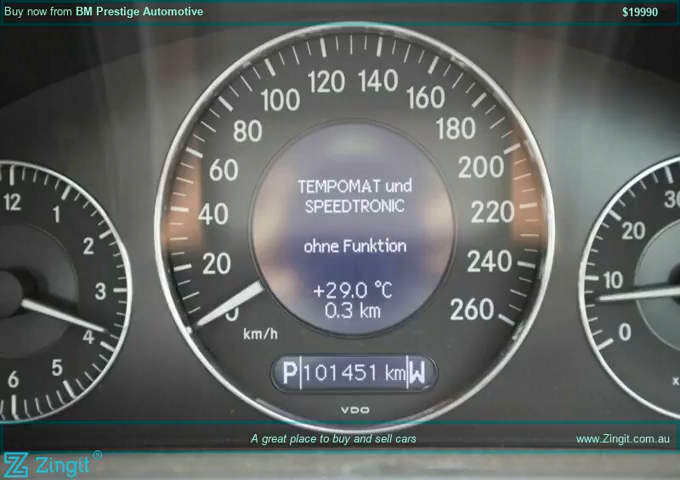 Buy now from BM Prestige Automotive
$19990
120 140
100 160
80 180
60 200
40 220
20 240
0 260
km/h
TEMPOMAT und
SPEEDTRONIC
ohne Funktion
+29.0 °C
0.3 km
P 101451 km W
VDO
12 1 2 3 4 5 6
0 10 20 30
x
A great place to buy and sell cars
www.Zingit.com.au
Zingit®